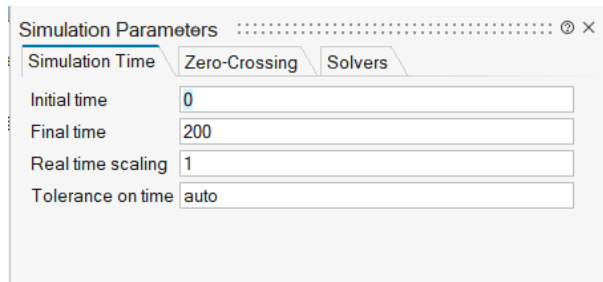 Simulation Parameters
Simulation Time Zero-Crossing Solvers
Initial time 0
Final time 200
Real time scaling 1
Tolerance on time auto